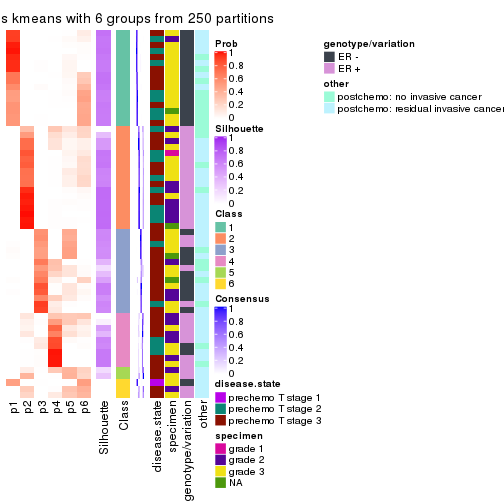 s kmeans with 6 groups from 250 partitions
Prob
1
0.8
0.6
0.4
0.2
0
Silhouette
1
0.8
0.6
0.4
0.2
0
Class
1
2
3
4
5
6
Consensus
1
0.8
0.6
0.4
0.2
0
disease.state
prechemo T stage 1
prechemo T stage 2
prechemo T stage 3
specimen
grade 1
grade 2
grade 3
NA
genotype/variation
ER -
ER +
other
postchemo: no invasive cancer
postchemo: residual invasive cancer
p1
p2
p3
p4
p5
p6
Silhouette
Class
disease.state
specimen
genotype/variation
other